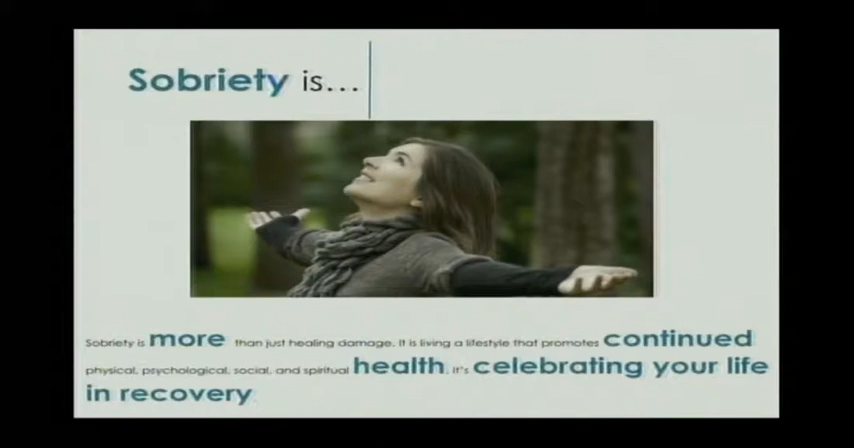 Sobriety is...
Sobriety is more than just healing damage. It is living a lifestyle that promotes continued
physical, psychological, social, and spiritual health. It's celebrating your life
in recovery